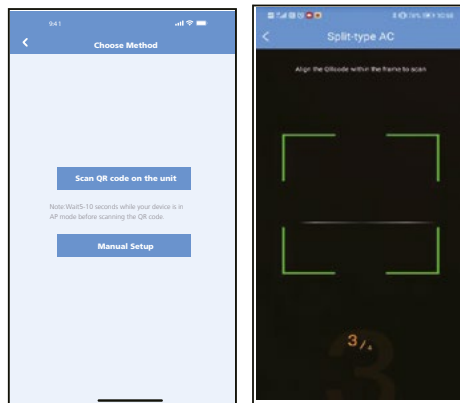 9:41
Choose Method
Scan QR code on the unit
Note:Wait5-10 seconds while your device is in
AP mode before scanning the QR code.
Manual Setup
Split-type AC
Align the QRcode within the frame to scan
3/4
3